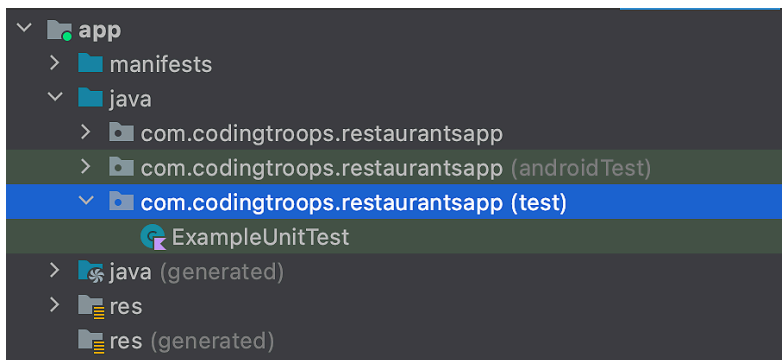 app
manifests
java
com.codingtroops.restaurantsapp
com.codingtroops.restaurantsapp (androidTest)
com.codingtroops.restaurantsapp (test)
ExampleUnitTest
java (generated)
res
res (generated)